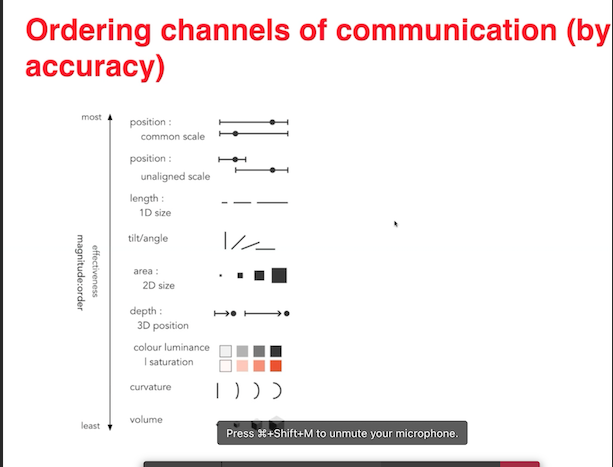 Ordering channels of communication (by
accuracy)
most
position :
common scale
position :
unaligned scale
length :
1D size
tilt/angle
area :
2D size
depth :
3D position
colour luminance
| saturation
curvature
volume
least
effectiveness
magnitude:order
Press ⌘+Shift+M to unmute your microphone.